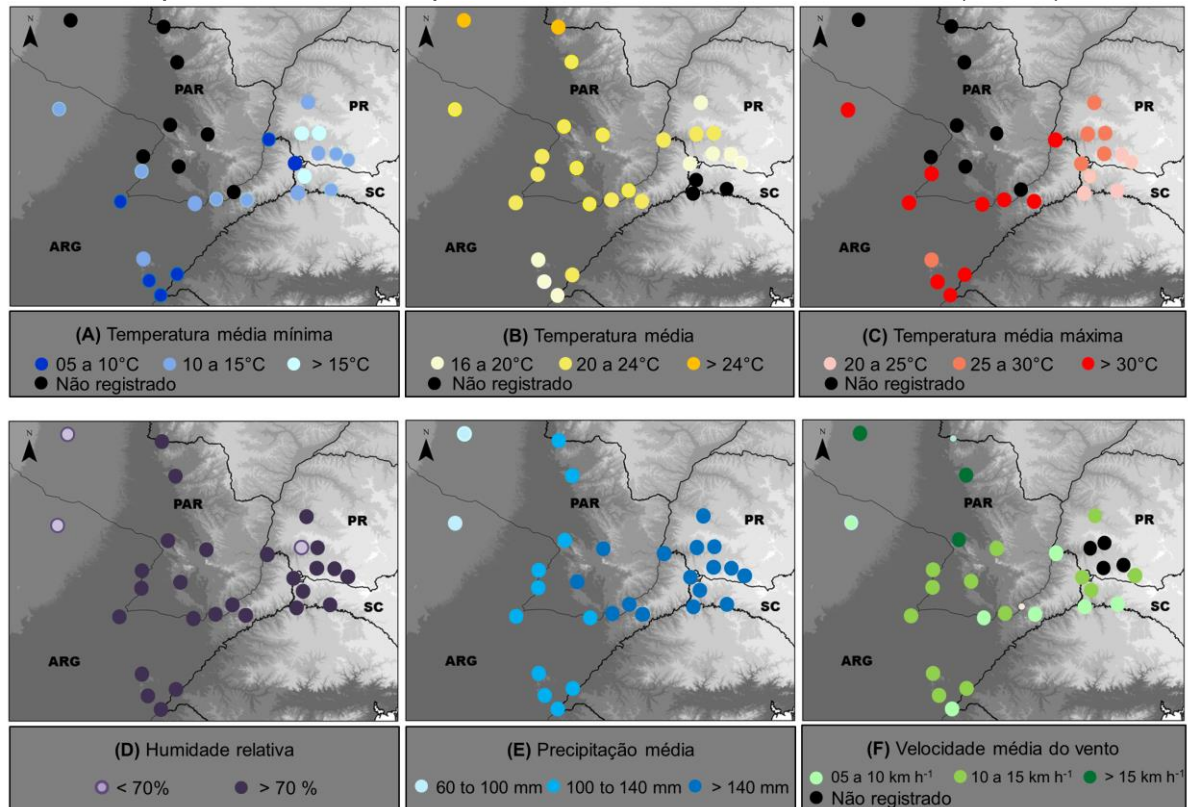 N
PAR
PR
SC
ARG
(A) Temperatura média mínima
05 a 10°C 10 a 15°C > 15°C
Não registrado
N
PAR
PR
SC
ARG
(B) Temperatura média
16 a 20°C 20 a 24°C > 24°C
Não registrado
N
PAR
PR
SC
ARG
(C) Temperatura média máxima
20 a 25°C 25 a 30°C > 30°C
Não registrado
N
PAR
PR
SC
ARG
(D) Humidade relativa
< 70% > 70 %
N
PAR
PR
SC
ARG
(E) Precipitação média
60 to 100 mm 100 to 140 mm > 140 mm
N
PAR
PR
SC
ARG
(F) Velocidade média do vento
05 a 10 km h⁻¹ 10 a 15 km h⁻¹ > 15 km h⁻¹
Não registrado